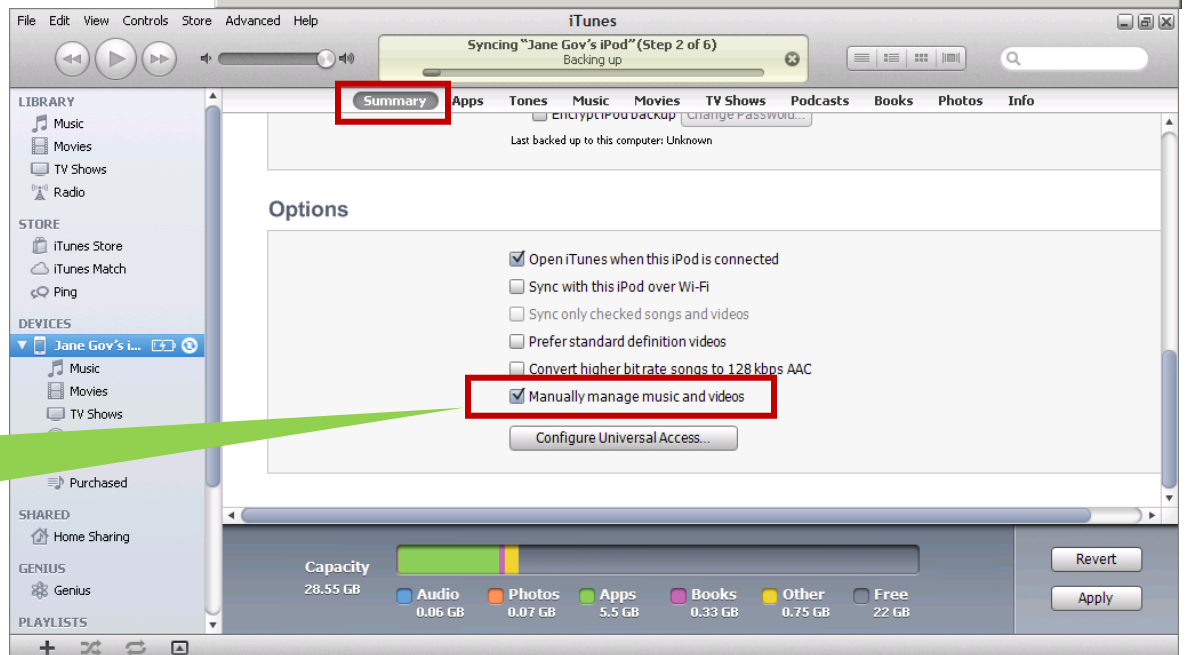 File Edit View Controls Store Advanced Help
iTunes
Syncing "Jane Gov's iPod" (Step 2 of 6)
Backing up
Summary Apps Tones Music Movies TV Shows Podcasts Books Photos Info
LIBRARY
Music
Movies
TV Shows
Radio
STORE
iTunes Store
iTunes Match
Ping
DEVICES
Jane Gov's i...
Music
Movies
TV Shows
Purchased
SHARED
Home Sharing
GENIUS
Genius
PLAYLISTS
Encrypt iPod backup Change Password...
Last backed up to this computer: Unknown
Options
Open iTunes when this iPod is connected
Sync with this iPod over Wi-Fi
Sync only checked songs and videos
Prefer standard definition videos
Convert higher bit rate songs to 128 kbps AAC
Manually manage music and videos
Configure Universal Access...
Capacity
28.55 GB
Audio Photos Apps Books Other Free
0.06 GB 0.07 GB 5.5 GB 0.33 GB 0.75 GB 22 GB
Revert
Apply